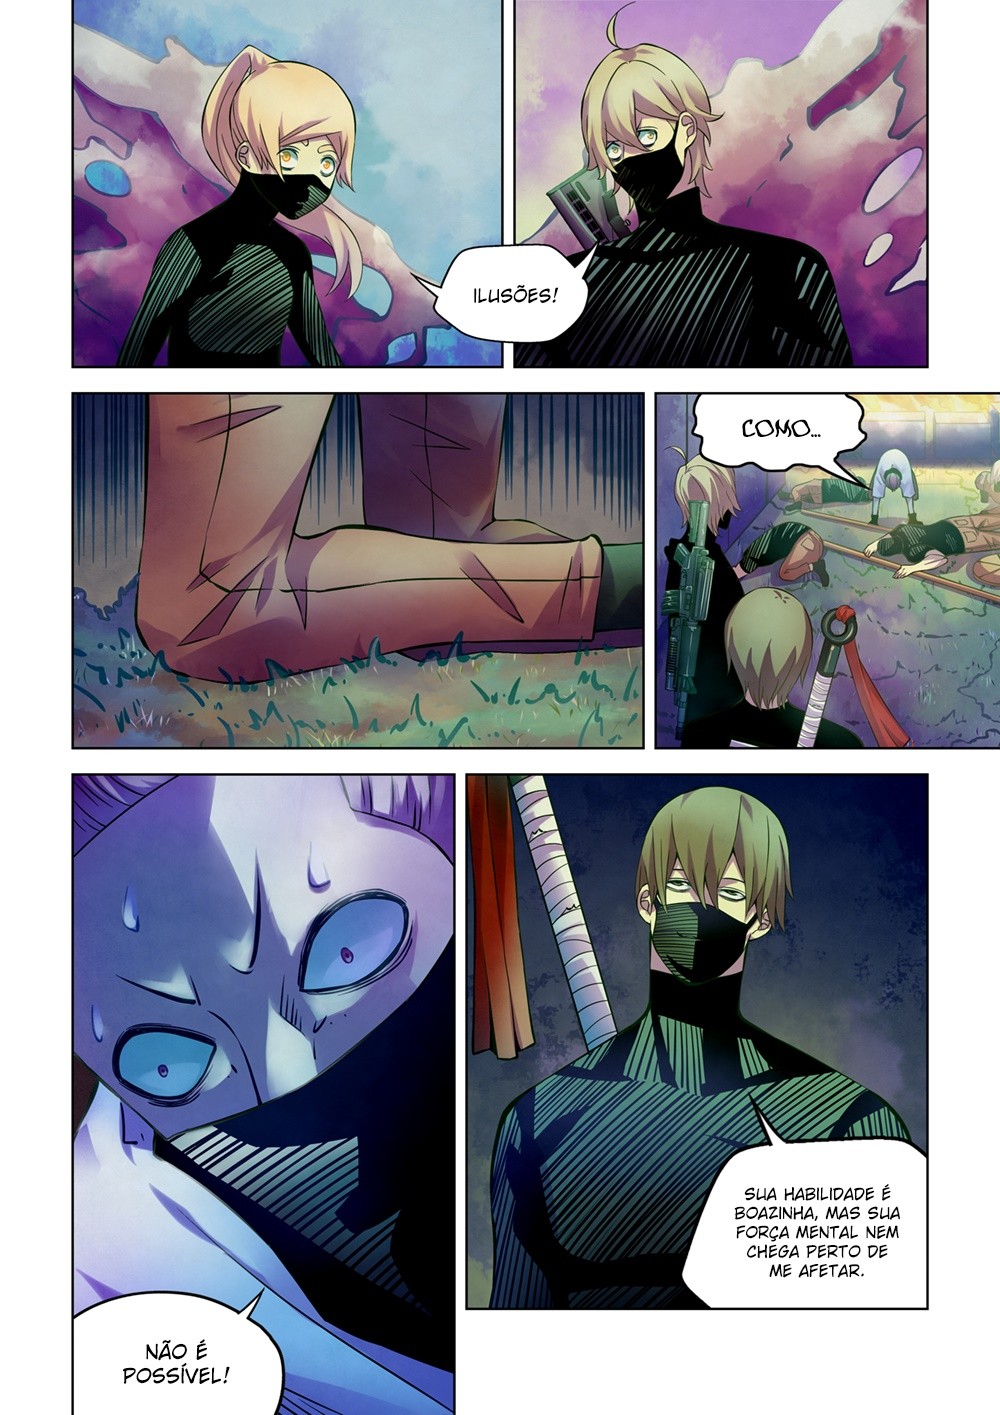 ILUSÕES!
COMO...
NÃO É
POSSÍVEL!
SUA HABILIDADE É
BOAZINHA, MAS SUA
FORÇA MENTAL NEM
CHEGA PERTO DE
ME AFETAR.